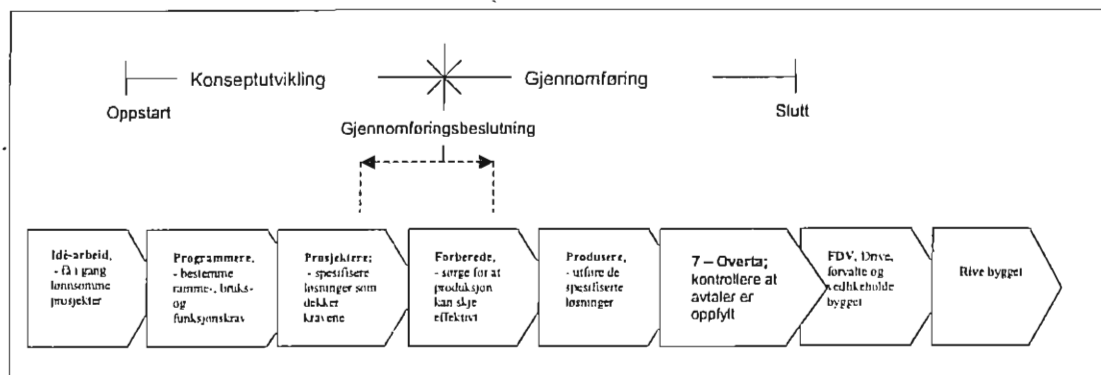 Konseptutvikling
Gjennomføring
Oppstart
Slutt
Gjennomføringsbeslutning
Idé-arbeid,
- få i gang
lønnsomme
prosjekter
Programmere,
- bestemme
ramme-, bruks-
og
funksjonskrav
Prosjektere;
- spesifisere
løsninger som
dekker
kravene
Forberede,
- sørge for at
produksjon
kan skje
effektivt
Produsere,
- utføre de
spesifiserte
løsninger
7 – Overta;
kontrollere at
avtaler er
oppfylt
FDV, Drive,
forvalte og
vedlikeholde
bygget
Rive bygget